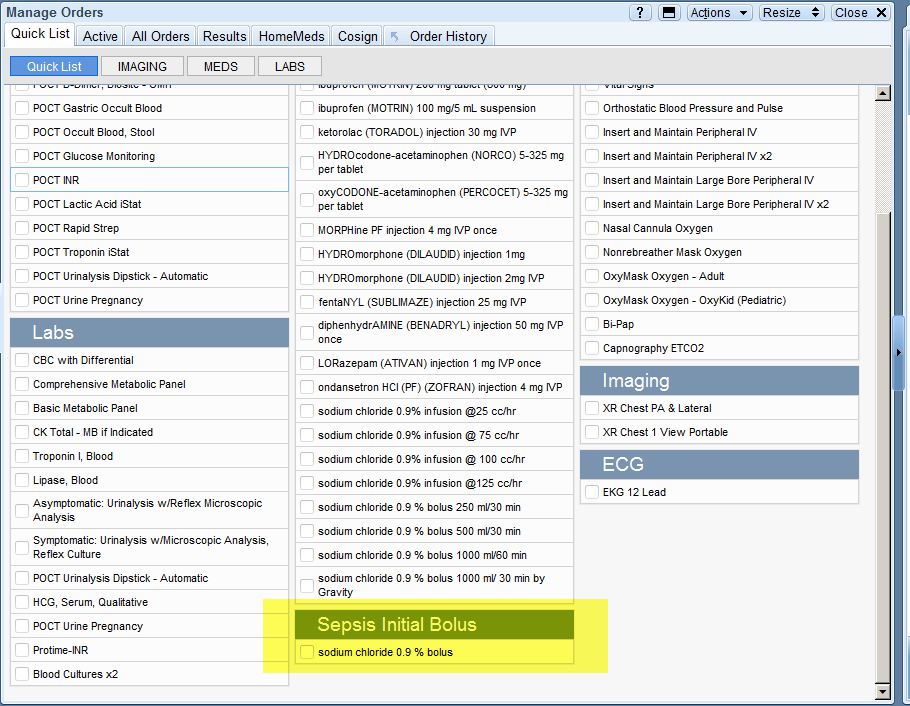 Manage Orders
?
Actions
Resize
Close
Quick List
Active
All Orders
Results
HomeMeds
Cosign
Order History
Quick List
IMAGING
MEDS
LABS
POCT D-Dimer, Biosite - OMH
POCT Gastric Occult Blood
POCT Occult Blood, Stool
POCT Glucose Monitoring
POCT INR
POCT Lactic Acid iStat
POCT Rapid Strep
POCT Troponin iStat
POCT Urinalysis Dipstick - Automatic
POCT Urine Pregnancy
Labs
CBC with Differential
Comprehensive Metabolic Panel
Basic Metabolic Panel
CK Total - MB if Indicated
Troponin I, Blood
Lipase, Blood
Asymptomatic: Urinalysis w/Reflex Microscopic
Analysis
Symptomatic: Urinalysis w/Microscopic Analysis,
Reflex Culture
POCT Urinalysis Dipstick - Automatic
HCG, Serum, Qualitative
POCT Urine Pregnancy
Protime-INR
Blood Cultures x2
ibuprofen (MOTRIN) 200 mg tablet (800 mg)
ibuprofen (MOTRIN) 100 mg/5 mL suspension
ketorolac (TORADOL) injection 30 mg IVP
HYDROcodone-acetaminophen (NORCO) 5-325 mg
per tablet
oxyCODONE-acetaminophen (PERCOCET) 5-325 mg
per tablet
MORPHine PF injection 4 mg IVP once
HYDROmorphone (DILAUDID) injection 1mg
HYDROmorphone (DILAUDID) injection 2mg IVP
fentaNYL (SUBLIMAZE) injection 25 mg IVP
diphenhydrAMINE (BENADRYL) injection 50 mg IVP
once
LORazepam (ATIVAN) injection 1 mg IVP once
ondansetron HCl (PF) (ZOFRAN) injection 4 mg IVP
sodium chloride 0.9% infusion @25 cc/hr
sodium chloride 0.9% infusion @ 75 cc/hr
sodium chloride 0.9% infusion @ 100 cc/hr
sodium chloride 0.9% infusion @125 cc/hr
sodium chloride 0.9 % bolus 250 ml/30 min
sodium chloride 0.9 % bolus 500 ml/30 min
sodium chloride 0.9 % bolus 1000 ml/60 min
sodium chloride 0.9 % bolus 1000 ml/ 30 min by
Gravity
Sepsis Initial Bolus
sodium chloride 0.9 % bolus
Vital Signs
Orthostatic Blood Pressure and Pulse
Insert and Maintain Peripheral IV
Insert and Maintain Peripheral IV x2
Insert and Maintain Large Bore Peripheral IV
Insert and Maintain Large Bore Peripheral IV x2
Nasal Cannula Oxygen
Nonrebreather Mask Oxygen
OxyMask Oxygen - Adult
OxyMask Oxygen - OxyKid (Pediatric)
Bi-Pap
Capnography ETCO2
Imaging
XR Chest PA & Lateral
XR Chest 1 View Portable
ECG
EKG 12 Lead